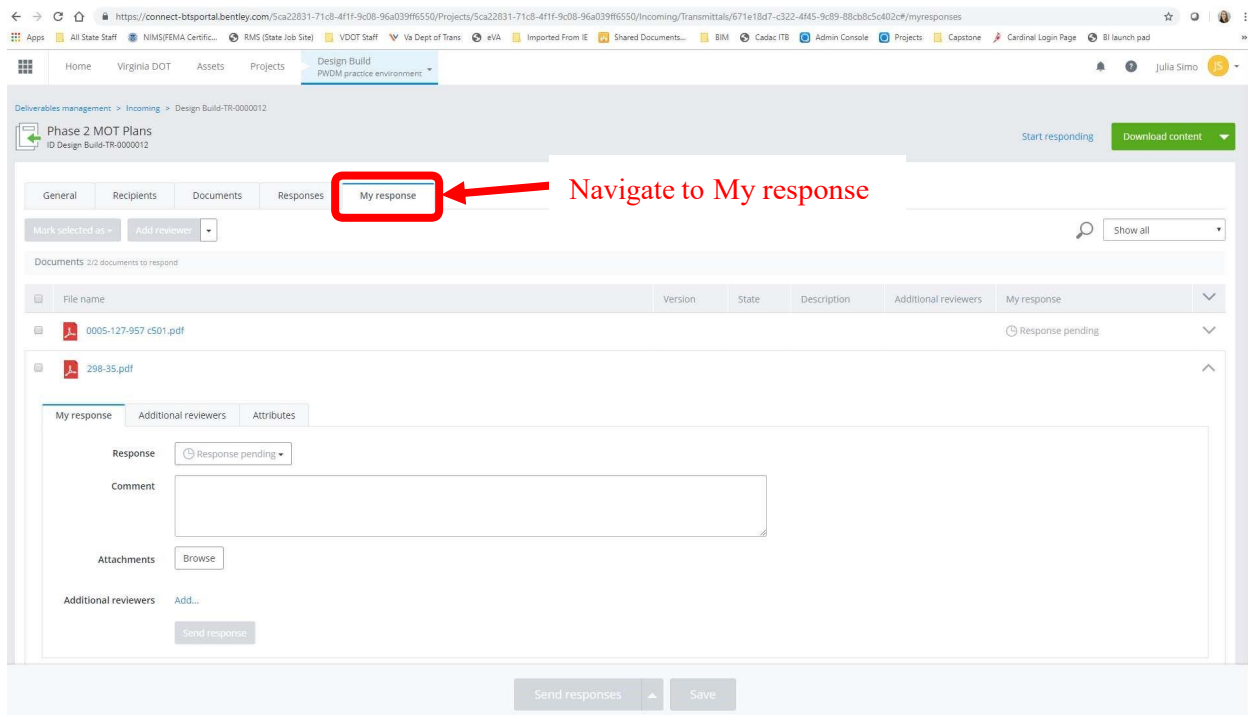 https://connect-btsportal.bentley.com/5ca22831-71c8-4f1f-9c08-96a039ff6550/Projects/5ca22831-71c8-4f1f-9c08-96a039ff6550/Incoming/Transmittals/671e18d7-c322-4f45-9c89-88cb8c5c402c#/myresponses
Apps All State Staff NIMS(FEMA Certific... RMS (State Job Site) VDOT Staff Va Dept of Trans eVA Imported From IE Shared Documents... BIM Cadac ITB Admin Console Projects Capstone Cardinal Login Page BI launch pad »
Home Virginia DOT Assets Projects Design Build Julia Simo JS
PWDM practice environment
Deliverables management > Incoming > Design Build-TR-0000012
Phase 2 MOT Plans Start responding Download content
ID Design Build-TR-0000012
General Recipients Documents Responses My response Navigate to My response
Mark selected as Add reviewer Show all
Documents 2/2 documents to respond
File name Version State Description Additional reviewers My response
0005-127-957 c501.pdf Response pending
298-35.pdf
My response Additional reviewers Attributes
Response Response pending
Comment
Attachments Browse
Additional reviewers Add...
Send response
Send responses Save